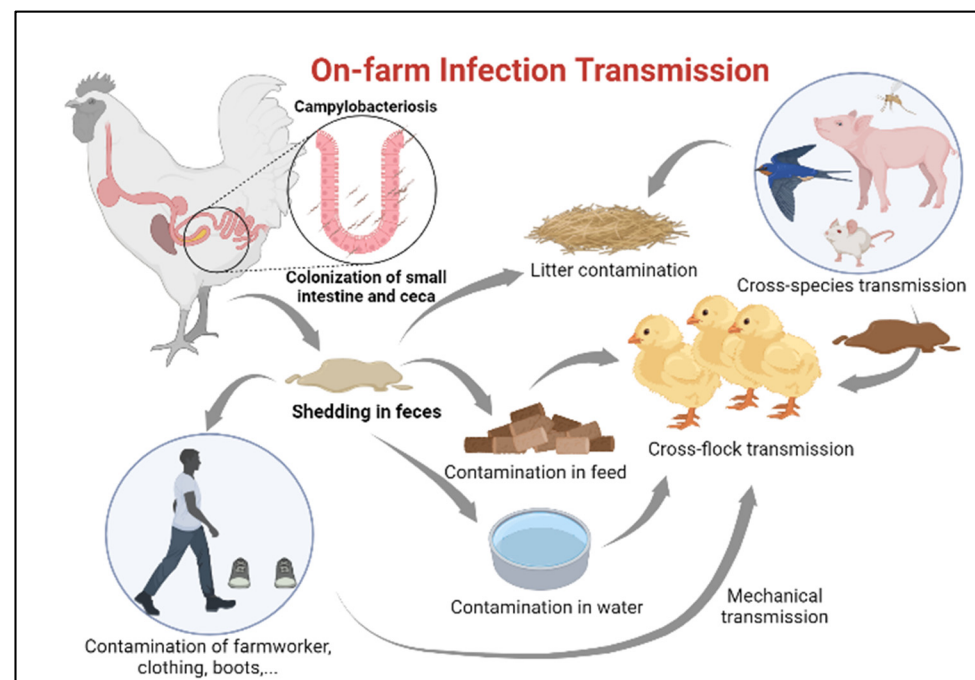 On-farm Infection Transmission
Campylobacteriosis
Colonization of small
intestine and ceca
Litter contamination
Cross-species transmission
Shedding in feces
Contamination in feed
Cross-flock transmission
Contamination in water
Mechanical
transmission
Contamination of farmworker,
clothing, boots,...